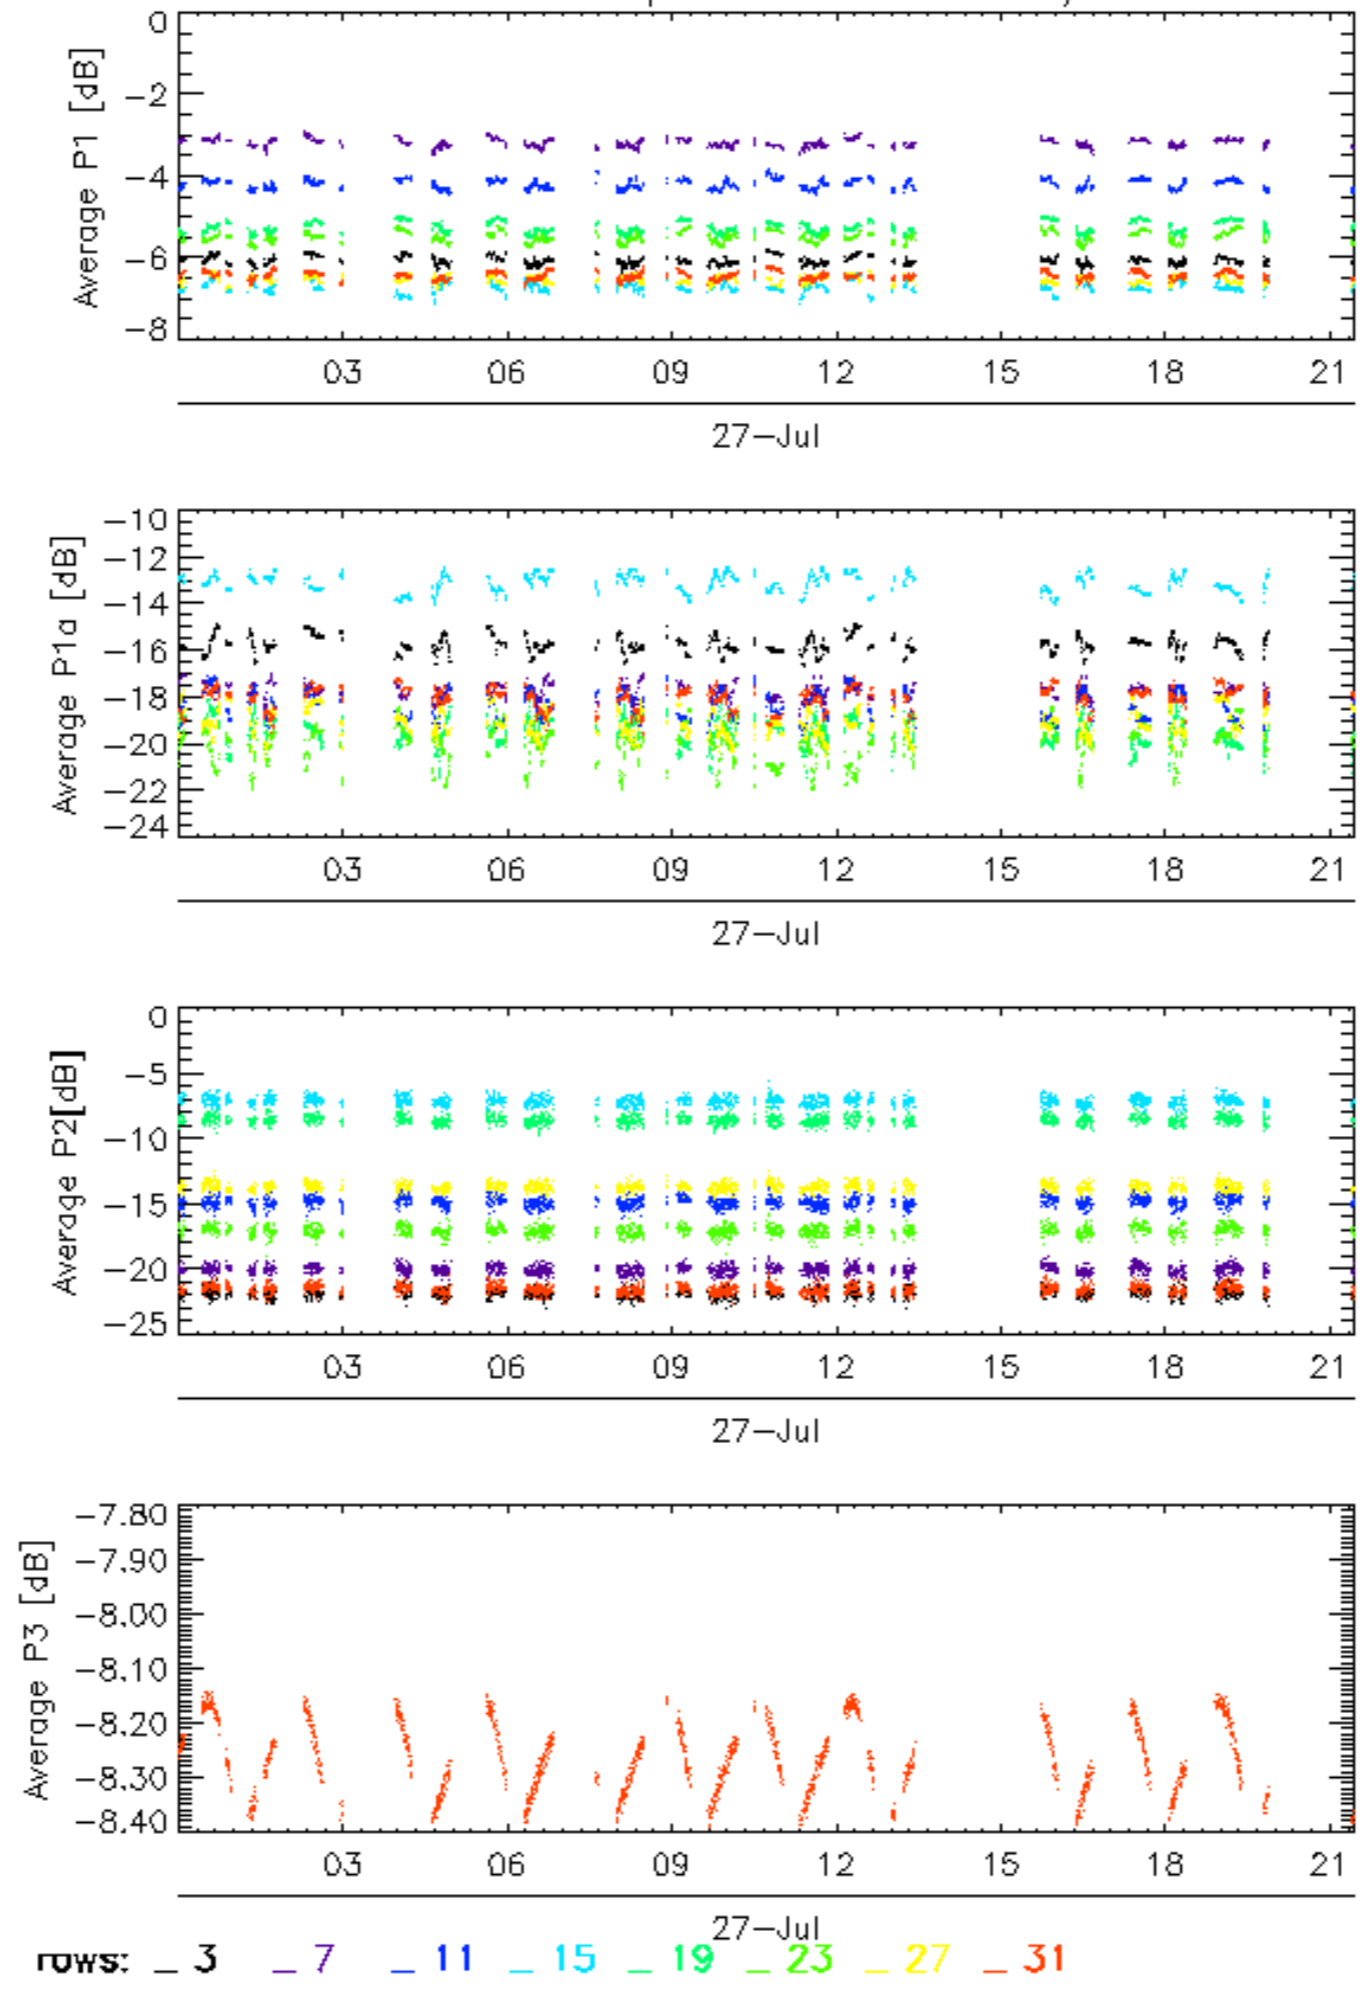 Average P1 [dB]
0
−2
−4
−6
−8
03 06 09 12 15 18 21
27−Jul
Average P1a [dB]
−10
−12
−14
−16
−18
−20
−22
−24
03 06 09 12 15 18 21
27−Jul
Average P2[dB]
0
−5
−10
−15
−20
−25
03 06 09 12 15 18 21
27−Jul
Average P3 [dB]
−7.80
−7.90
−8.00
−8.10
−8.20
−8.30
−8.40
03 06 09 12 15 18 21
27−Jul
rows: _ 3 _ 7 _ 11 _ 15 _ 19 _ 23 _ 27 _ 31